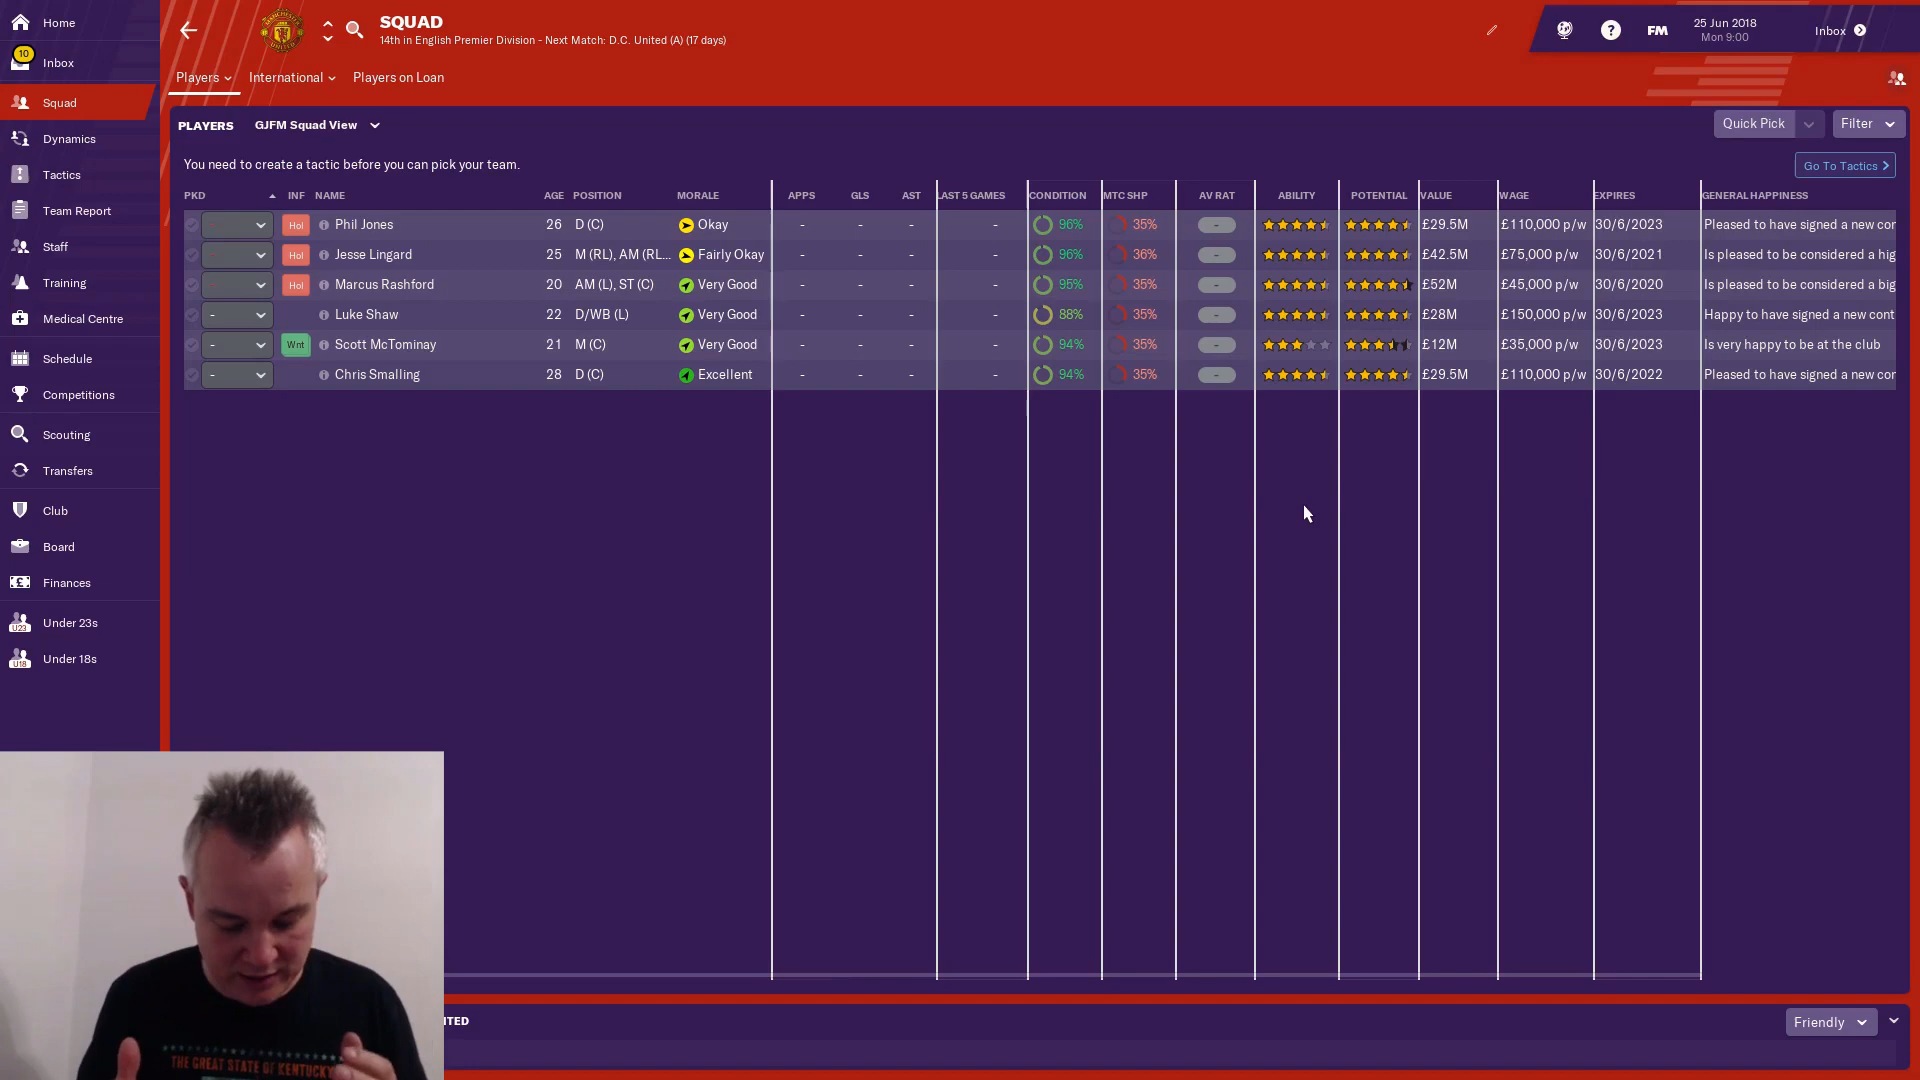 Home
10
Inbox
Squad
Dynamics
Tactics
Team Report
Staff
Training
Medical Centre
Schedule
Competitions
Scouting
Transfers
Club
Board
Finances
U23
Under 23s
U18
Under 18s
SQUAD
14th in English Premier Division - Next Match: D.C. United (A) (17 days)
? FM
25 Jun 2018
Mon 9:00
Inbox
Players International Players on Loan
PLAYERS GJFM Squad View
Quick Pick Filter
You need to create a tactic before you can pick your team.
Go To Tactics
PKD INF NAME AGE POSITION MORALE APPS GLS AST LAST 5 GAMES CONDITION MTC SHP AV RAT ABILITY POTENTIAL VALUE WAGE EXPIRES GENERAL HAPPINESS
Hol Phil Jones 26 D (C) Okay - - - - 96% 35% - £29.5M £110,000 p/w 30/6/2023 Pleased to have signed a new con
Hol Jesse Lingard 25 M (RL), AM (RL... Fairly Okay - - - - 96% 36% - £42.5M £75,000 p/w 30/6/2021 Is pleased to be considered a hig
Hol Marcus Rashford 20 AM (L), ST (C) Very Good - - - - 95% 35% - £52M £45,000 p/w 30/6/2020 Is pleased to be considered a big
- Luke Shaw 22 D/WB (L) Very Good - - - - 88% 35% - £28M £150,000 p/w 30/6/2023 Happy to have signed a new cont
- Wnt Scott McTominay 21 M (C) Very Good - - - - 94% 35% - £12M £35,000 p/w 30/6/2023 Is very happy to be at the club
- Chris Smalling 28 D (C) Excellent - - - - 94% 35% - £29.5M £110,000 p/w 30/6/2022 Pleased to have signed a new con
ITED
Friendly
THE GREAT STATE OF KENTUCKY